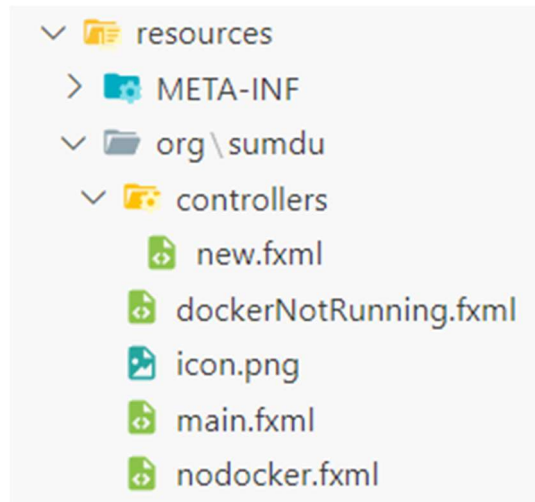 resources
META-INF
org\sumdu
controllers
new.fxml
dockerNotRunning.fxml
icon.png
main.fxml
nodocker.fxml